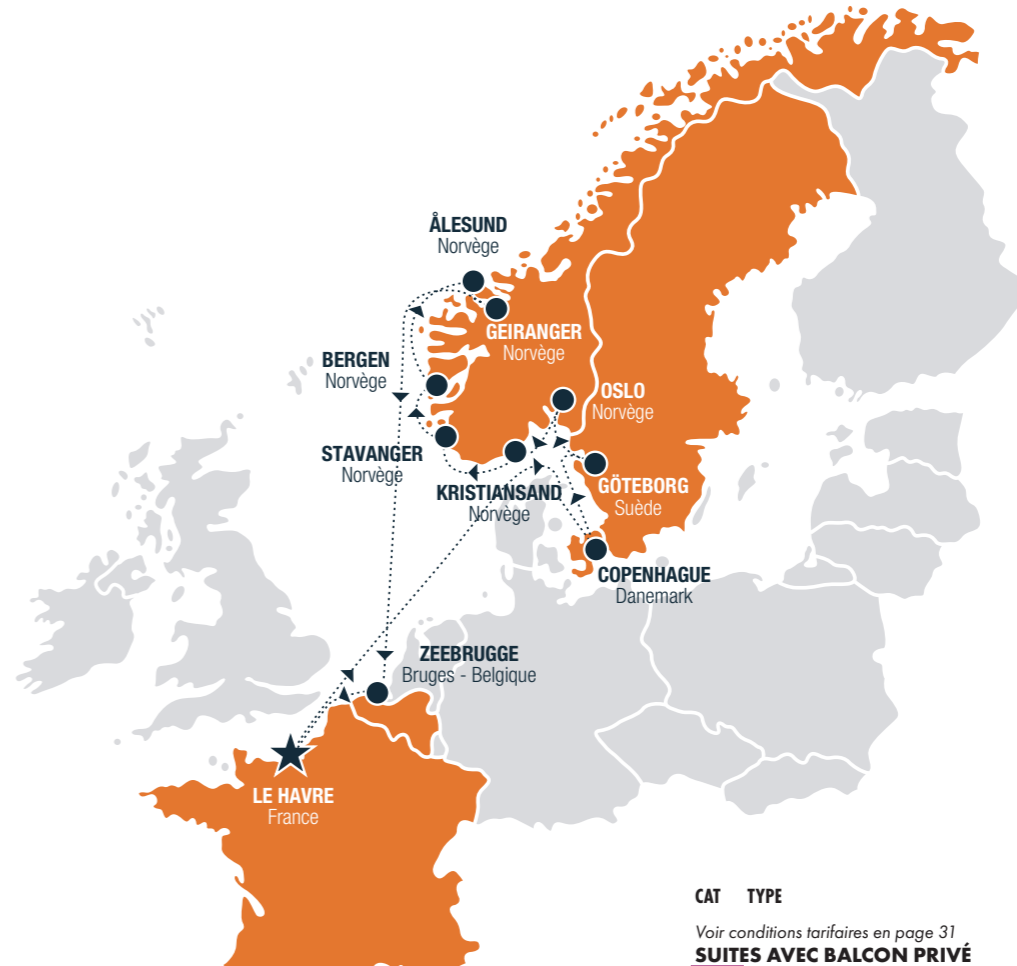 ÅLESUND
Norvège
GEIRANGER
Norvège
BERGEN
Norvège
OSLO
Norvège
STAVANGER
Norvège
KRISTIANSAND
Norvège
GÖTEBORG
Suède
COPENHAGUE
Danemark
ZEEBRUGGE
Bruges - Belgique
LE HAVRE
France
CAT TYPE
Voir conditions tarifaires en page 31
SUITES AVEC BALCON PRIVÉ